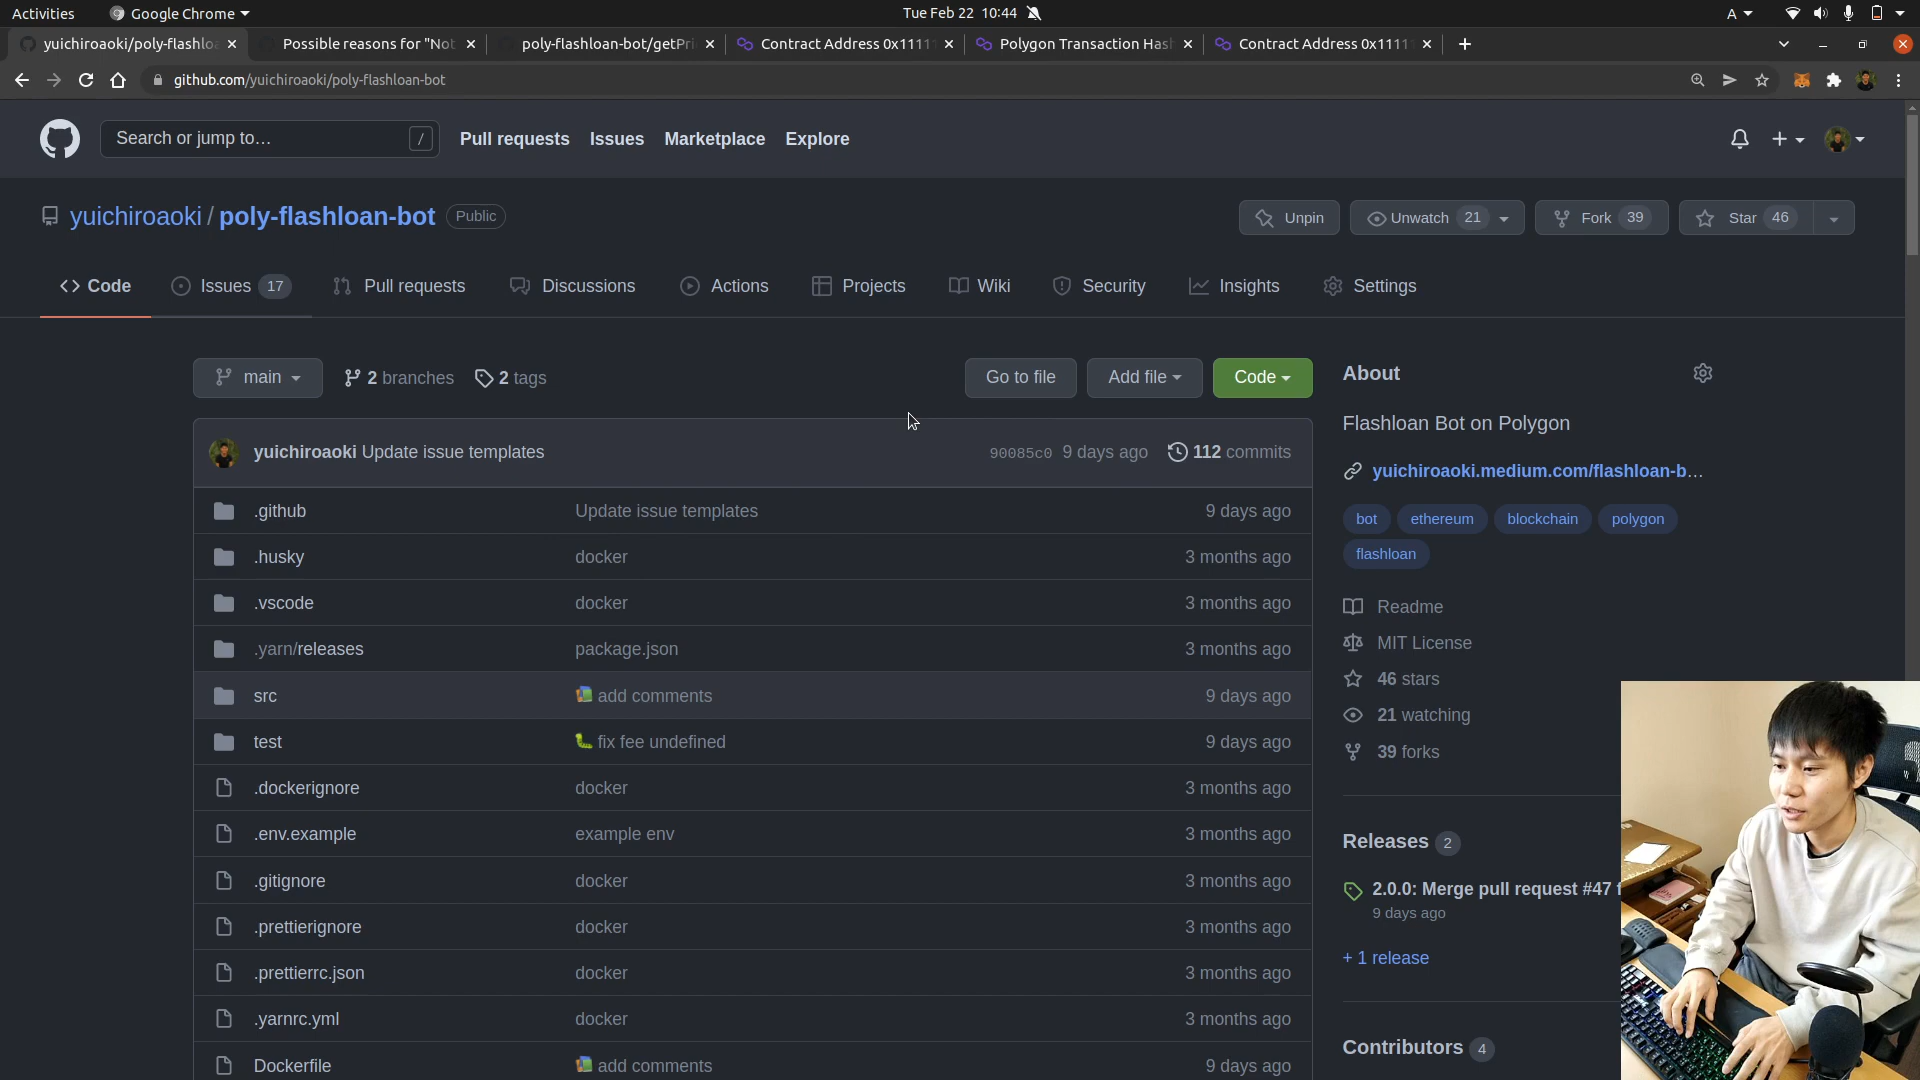 Activities
Google Chrome
Tue Feb 22 10:44
A
yuichiroaoki/poly-flashloa
Possible reasons for "Not
poly-flashloan-bot/getPri
Contract Address 0x1111
Polygon Transaction Has
Contract Address 0x1111
github.com/yuichiroaoki/poly-flashloan-bot
Search or jump to…
/
Pull requests
Issues
Marketplace
Explore
yuichiroaoki / poly-flashloan-bot
Public
Unpin
Unwatch 21
Fork 39
Star 46
Code
Issues 17
Pull requests
Discussions
Actions
Projects
Wiki
Security
Insights
Settings
main
2 branches
2 tags
Go to file
Add file
Code
yuichiroaoki Update issue templates
90085c0 9 days ago
112 commits
.github Update issue templates 9 days ago
.husky docker 3 months ago
.vscode docker 3 months ago
.yarn/releases package.json 3 months ago
src add comments 9 days ago
test fix fee undefined 9 days ago
.dockerignore docker 3 months ago
.env.example example env 3 months ago
.gitignore docker 3 months ago
.prettierignore docker 3 months ago
.prettierrc.json docker 3 months ago
.yarnrc.yml docker 3 months ago
Dockerfile add comments 9 days ago
About
Flashloan Bot on Polygon
yuichiroaoki.medium.com/flashloan-b…
bot
ethereum
blockchain
polygon
flashloan
Readme
MIT License
46 stars
21 watching
39 forks
Releases 2
2.0.0: Merge pull request #47 f
9 days ago
+ 1 release
Contributors 4